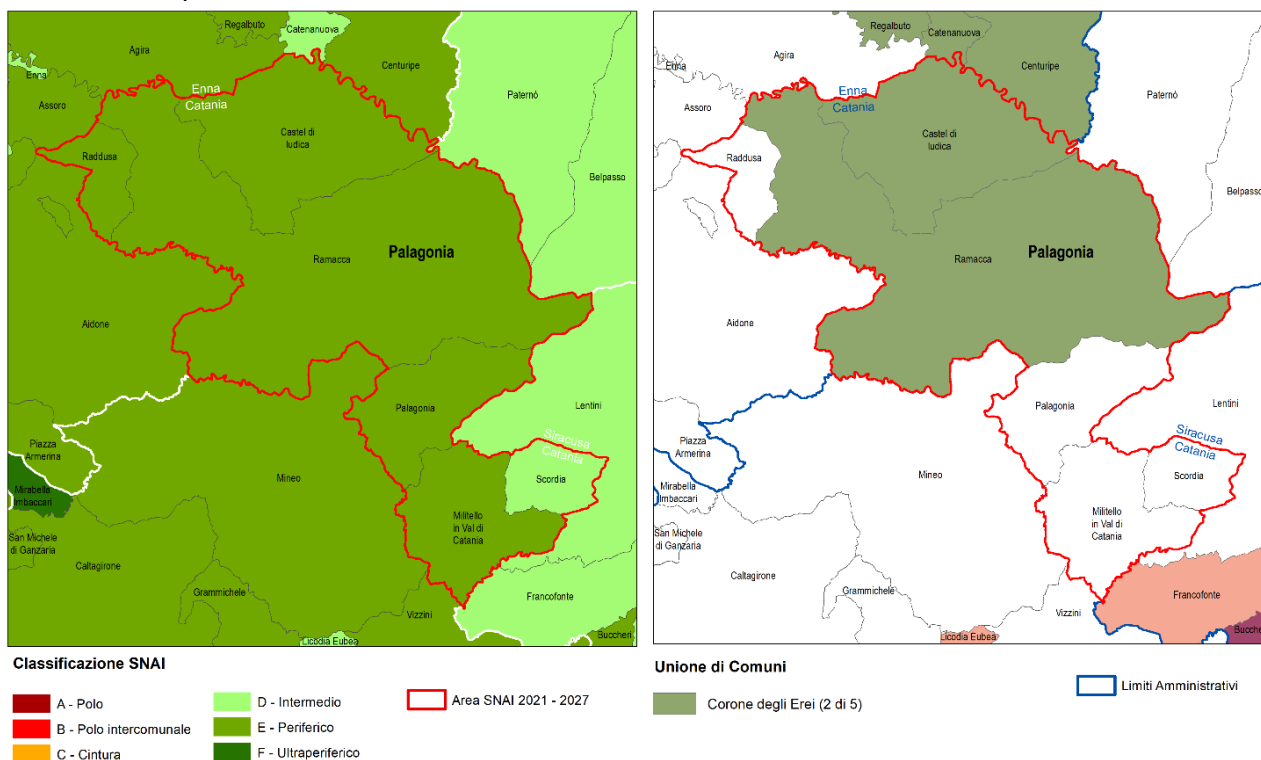 Regalbuto
Catenanuova
Agira
Centuripe
Enna
Enna
Catania
Paternó
Assoro
Castel di
Iudica
Raddusa
Belpasso
Palagonia
Ramacca
Aidone
Lentini
Palagonia
Siracusa
Catania
Piazza
Armerina
Mineo
Scordia
Mirabella
Imbaccari
Militello
in Val di
Catania
San Michele
di Ganzaria
Caltagirone
Grammichele
Francofonte
Vizzini
Buccheri
Licodia Eubea
Regalbuto
Catenanuova
Agira
Centuripe
Enna
Enna
Catania
Paternó
Assoro
Castel di
Iudica
Raddusa
Belpasso
Palagonia
Ramacca
Aidone
Lentini
Palagonia
Siracusa
Catania
Piazza
Armerina
Mineo
Scordia
Mirabella
Imbaccari
Militello
in Val di
Catania
San Michele
di Ganzaria
Caltagirone
Grammichele
Francofonte
Vizzini
Bucche
Licodia Eubea
Classificazione SNAI
A - Polo
B - Polo intercomunale
C - Cintura
D - Intermedio
E - Periferico
F - Ultraperiferico
Area SNAI 2021 - 2027
Unione di Comuni
Corone degli Erei (2 di 5)
Limiti Amministrativi